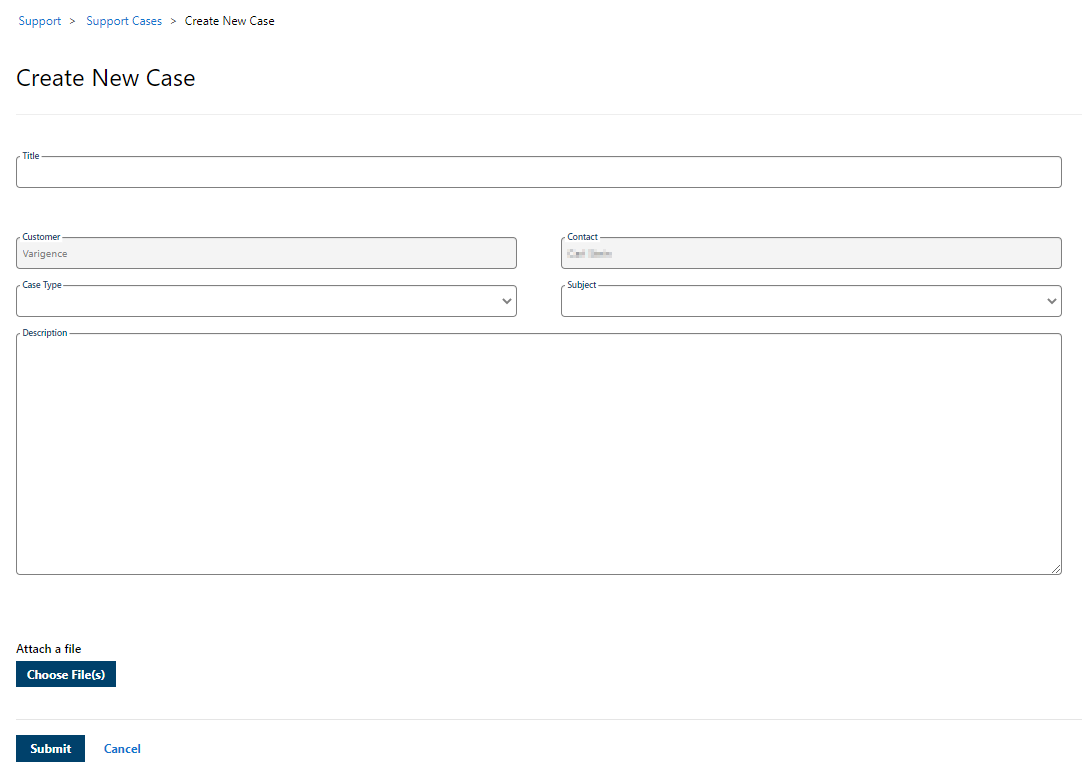 Support > Support Cases > Create New Case
Create New Case
Title
Customer
Varigence
Contact
Case Type
Subject
Description
Attach a file
Choose File(s)
Submit Cancel